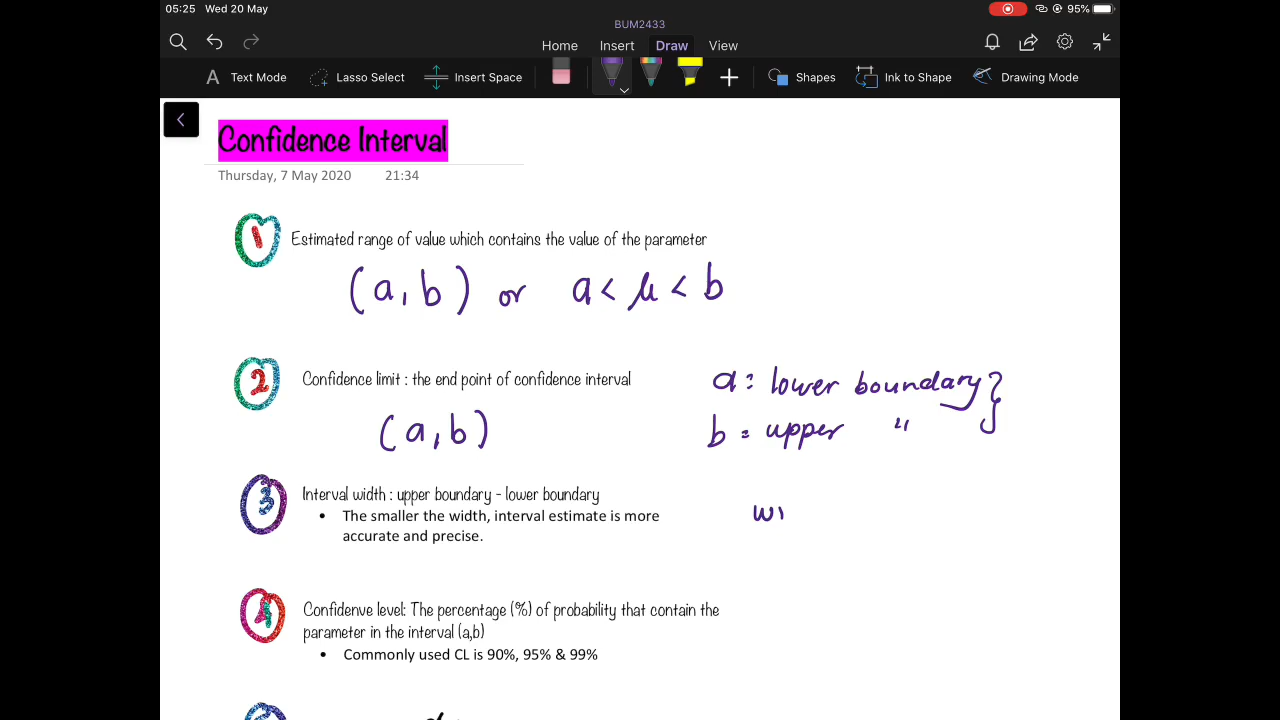 05:25 Wed 20 May
95%
BUM2433
Home Insert Draw View
Text Mode Lasso Select Insert Space Shapes Ink to Shape Drawing Mode
Confidence Interval
Thursday, 7 May 2020 21:34
1 Estimated range of value which contains the value of the parameter
(a, b) or a < μ < b
2 Confidence limit : the end point of confidence interval
a = lower boundary }
(a, b) b = upper "
3 Interval width : upper boundary - lower boundary
• The smaller the width, interval estimate is more
accurate and precise.
wi
4 Confidenve level: The percentage (%) of probability that contain the
parameter in the interval (a,b)
• Commonly used CL is 90%, 95% & 99%